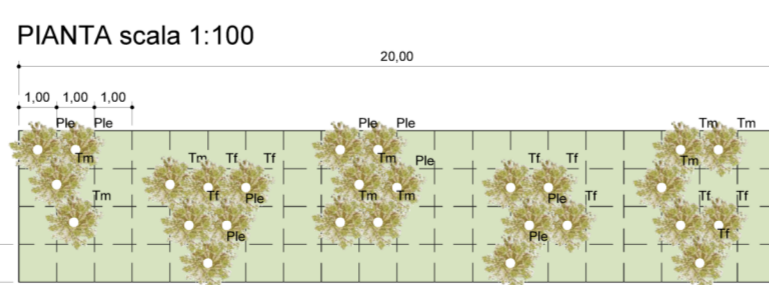 PIANTA scala 1:100
20,00
1,00 1,00 1,00
Ple Ple Ple Ple Tm Tm
Tm Tm Tf Tf Tm Ple Tf Tf Tm
Tm Tf Ple Tm Tm Ple Tf Tf Tf
Ple Ple Tf